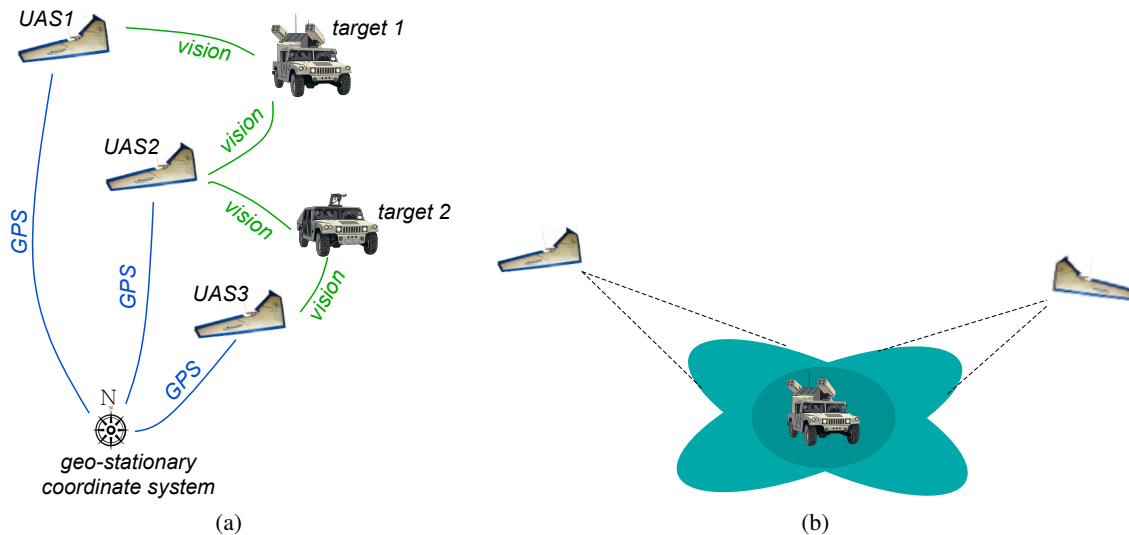 UAS1
target 1
vision
vision
UAS2
vision
target 2
GPS
GPS
UAS3
vision
GPS
N
N
geo-stationary
coordinate system
(a)
(b)